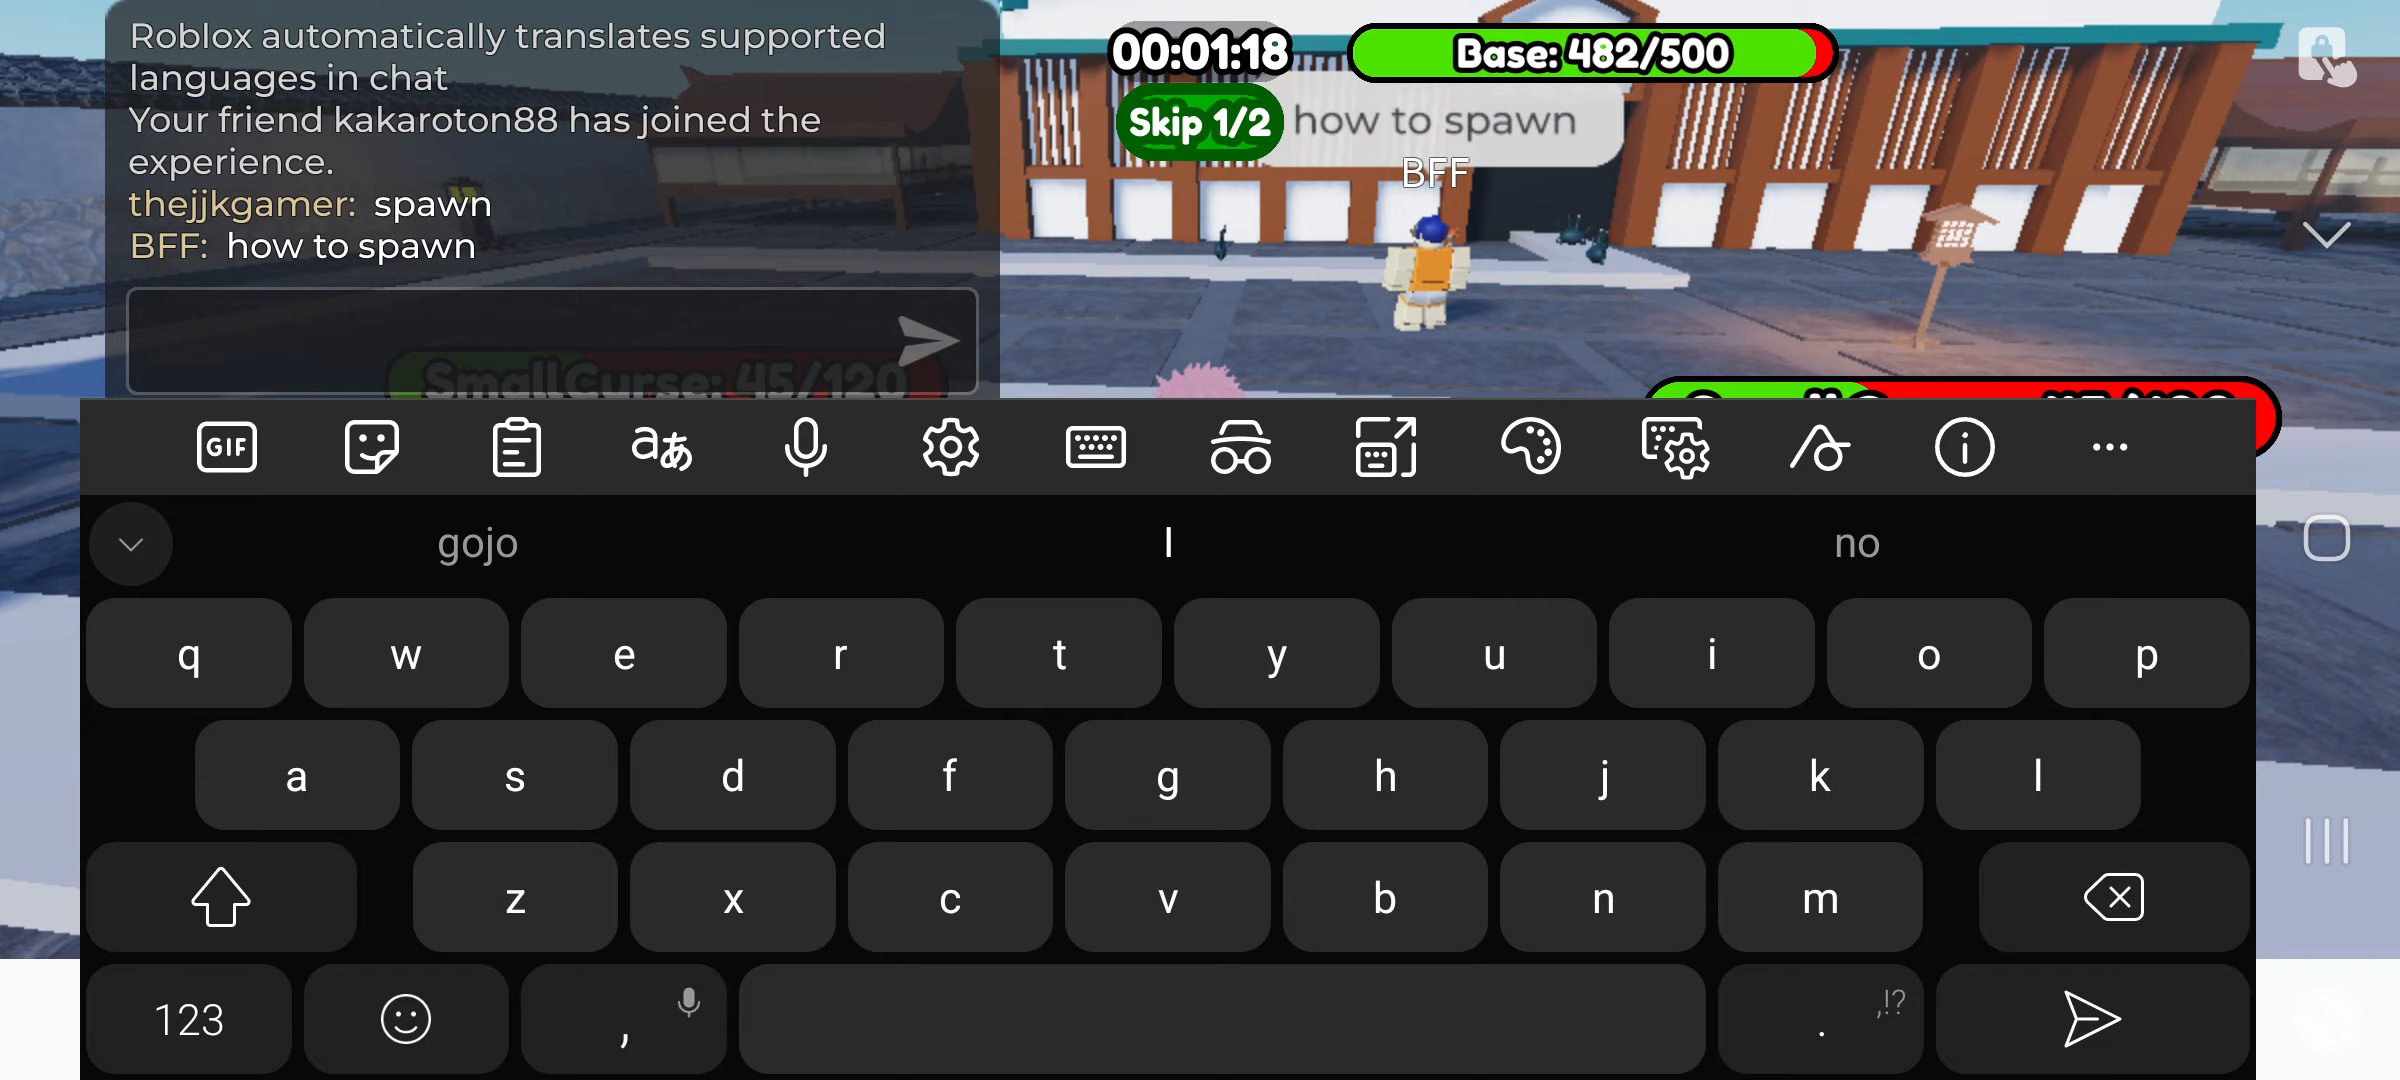 Roblox automatically translates supported
languages in chat
Your friend kakaroton88 has joined the
experience.
thejjkgamer: spawn
BFF: how to spawn
00:01:18
Base: 482/500
Skip 1/2
how to spawn
BFF
SmallCurse: 45/120
GIF
aあ
gojo
I
no
q w e r t y u i o p
a s d f g h j k l
z x c v b n m
123 , . ,!?